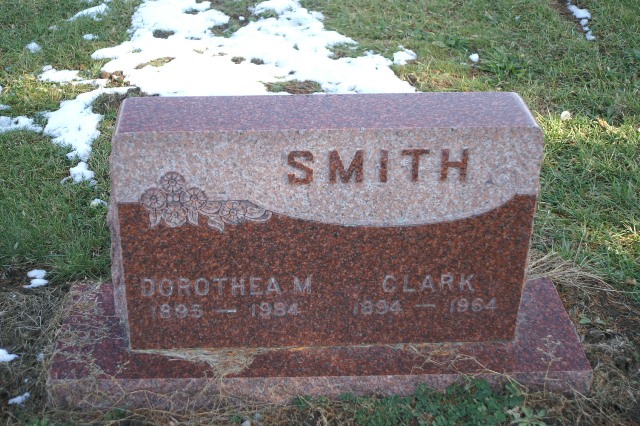 SMITH
DOROTHEA M CLARK
1895 — 1984 1894 — 1964